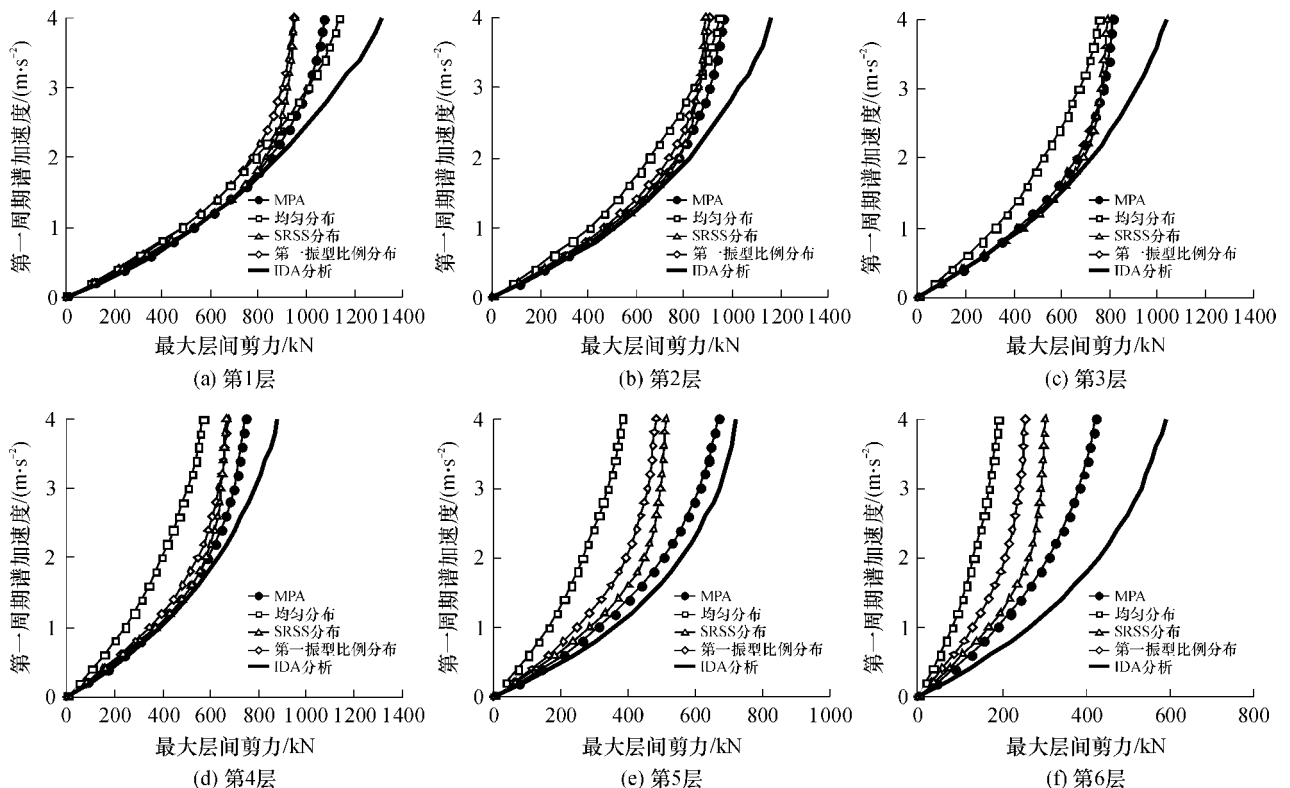 第一周期谱加速度/(m·s⁻²)
4
3
2
1
0
MPA
均匀分布
SRSS分布
第一振型比例分布
IDA分析
0 200 400 600 800 1000 1200 1400
最大层间剪力/kN
(a) 第1层
第一周期谱加速度/(m·s⁻²)
4
3
2
1
0
MPA
均匀分布
SRSS分布
第一振型比例分布
IDA分析
0 200 400 600 800 1000 1200 1400
最大层间剪力/kN
(b) 第2层
第一周期谱加速度/(m·s⁻²)
4
3
2
1
0
MPA
均匀分布
SRSS分布
第一振型比例分布
IDA分析
0 200 400 600 800 1000 1200 1400
最大层间剪力/kN
(c) 第3层
第一周期谱加速度/(m·s⁻²)
4
3
2
1
0
MPA
均匀分布
SRSS分布
第一振型比例分布
IDA分析
0 200 400 600 800 1000 1200 1400
最大层间剪力/kN
(d) 第4层
第一周期谱加速度/(m·s⁻²)
4
3
2
1
0
MPA
均匀分布
SRSS分布
第一振型比例分布
IDA分析
0 200 400 600 800 1000
最大层间剪力/kN
(e) 第5层
第一周期谱加速度/(m·s⁻²)
4
3
2
1
0
MPA
均匀分布
SRSS分布
第一振型比例分布
IDA分析
0 200 400 600 800
最大层间剪力/kN
(f) 第6层